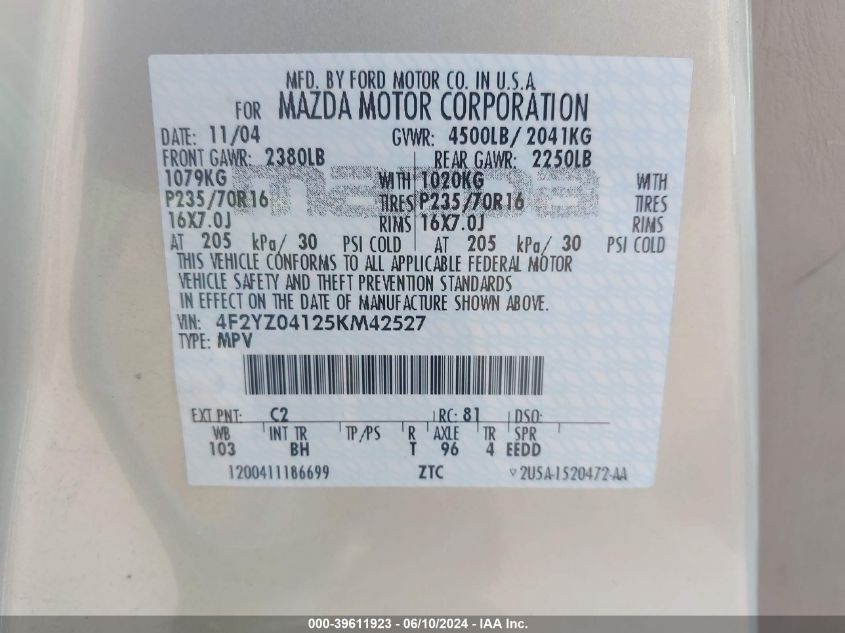 MFD. BY FORD MOTOR CO. IN U.S.A
FOR MAZDA MOTOR CORPORATION
DATE: 11/04 GVWR: 4500LB/ 2041KG
FRONT GAWR: 2380LB REAR GAWR: 2250LB
1079KG WITH 1020KG WITH
P235/70R16 TIRES P235/70R16 TIRES
16X7.0J RIMS 16X7.0J RIMS
AT 205 kPa/ 30 PSI COLD AT 205 kPa/ 30 PSI COLD
THIS VEHICLE CONFORMS TO ALL APPLICABLE FEDERAL MOTOR
VEHICLE SAFETY AND THEFT PREVENTION STANDARDS
IN EFFECT ON THE DATE OF MANUFACTURE SHOWN ABOVE.
VIN: 4F2YZ04125KM42527
TYPE: MPV
EXT PNT: C2 RC: 81 DSO:
WB INT TR TP/PS R AXLE TR SPR
103 BH T 96 4 EEDD
1200411186699 ZTC 2U5A-1520472-AA
000-39611923 - 06/10/2024 - IAA Inc.